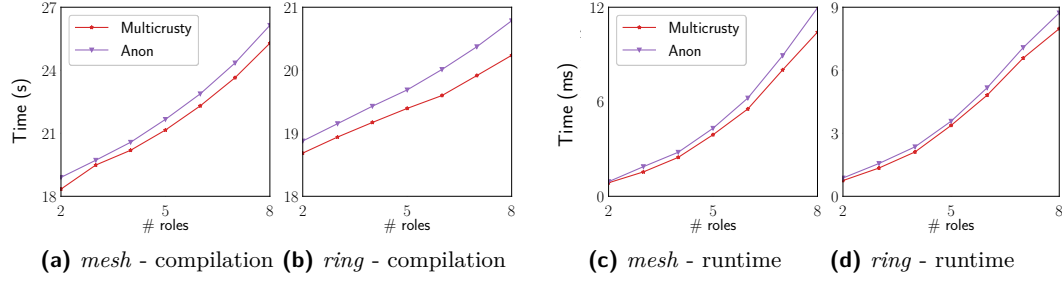 27
24
21
18
Time (s)
Multicrusty
Anon
2
5
8
# roles
(a) mesh - compilation
21
20
19
18
2
5
8
# roles
(b) ring - compilation
12
6
0
Time (ms)
Multicrusty
Anon
2
5
8
# roles
(c) mesh - runtime
9
6
3
0
2
5
8
# roles
(d) ring - runtime